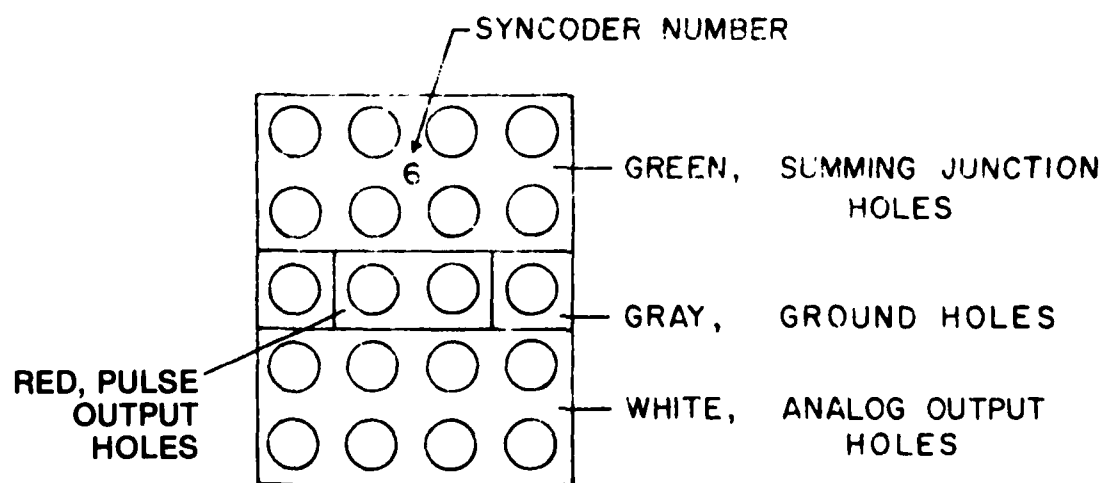 SYNCODER NUMBER
6
GREEN, SUMMING JUNCTION
HOLES
GRAY, GROUND HOLES
RED, PULSE
OUTPUT
HOLES
WHITE, ANALOG OUTPUT
HOLES